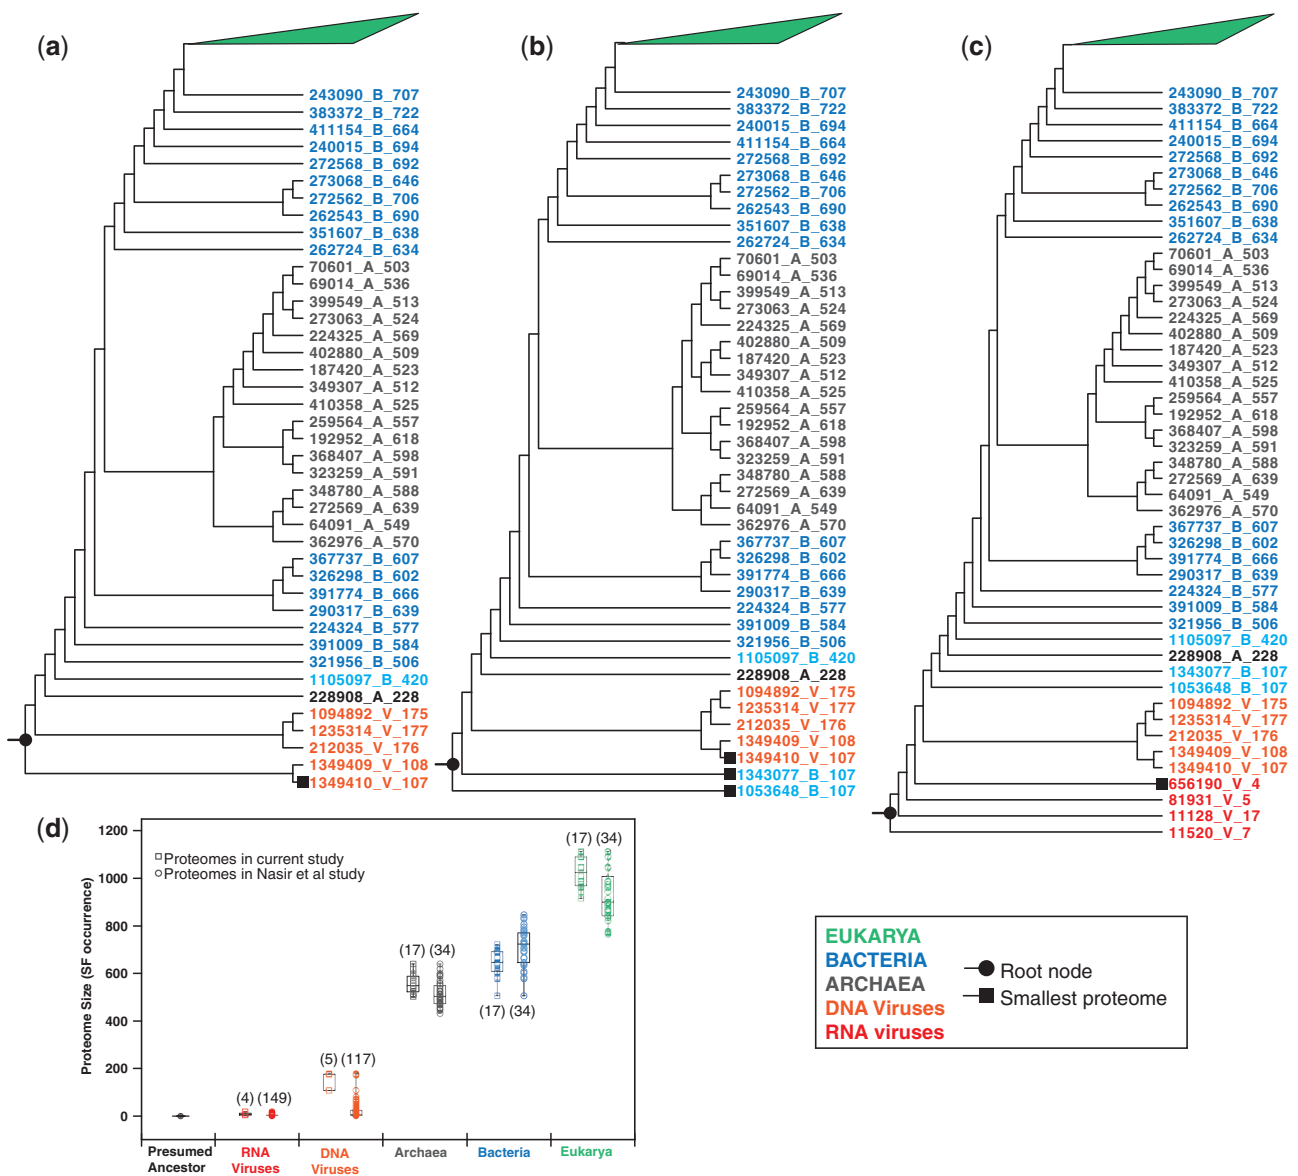 (a)
243090_B_707
383372_B_722
411154_B_664
240015_B_694
272568_B_692
273068_B_646
272562_B_706
262543_B_690
351607_B_638
262724_B_634
70601_A_503
69014_A_536
399549_A_513
273063_A_524
224325_A_569
402880_A_509
187420_A_523
349307_A_512
410358_A_525
259564_A_557
192952_A_618
368407_A_598
323259_A_591
348780_A_588
272569_A_639
64091_A_549
362976_A_570
367737_B_607
326298_B_602
391774_B_666
290317_B_639
224324_B_577
391009_B_584
321956_B_506
1105097_B_420
228908_A_228
1094892_V_175
1235314_V_177
212035_V_176
1349409_V_108
1349410_V_107
(b)
243090_B_707
383372_B_722
240015_B_694
411154_B_664
272568_B_692
273068_B_646
272562_B_706
262543_B_690
351607_B_638
262724_B_634
70601_A_503
69014_A_536
399549_A_513
273063_A_524
224325_A_569
402880_A_509
187420_A_523
349307_A_512
410358_A_525
259564_A_557
192952_A_618
368407_A_598
323259_A_591
348780_A_588
272569_A_639
64091_A_549
362976_A_570
367737_B_607
326298_B_602
391774_B_666
290317_B_639
224324_B_577
391009_B_584
321956_B_506
1105097_B_420
228908_A_228
1094892_V_175
1235314_V_177
212035_V_176
1349409_V_108
1349410_V_107
1343077_B_107
1053648_B_107
(c)
243090_B_707
383372_B_722
411154_B_664
240015_B_694
272568_B_692
273068_B_646
272562_B_706
262543_B_690
351607_B_638
262724_B_634
70601_A_503
69014_A_536
399549_A_513
273063_A_524
224325_A_569
402880_A_509
187420_A_523
349307_A_512
410358_A_525
259564_A_557
192952_A_618
368407_A_598
323259_A_591
348780_A_588
272569_A_639
64091_A_549
362976_A_570
367737_B_607
326298_B_602
391774_B_666
290317_B_639
224324_B_577
391009_B_584
321956_B_506
1105097_B_420
228908_A_228
1343077_B_107
1053648_B_107
1094892_V_175
1235314_V_177
212035_V_176
1349409_V_108
1349410_V_107
656190_V_4
81931_V_5
11128_V_17
11520_V_7
(d)
Proteome Size (SF occurrence)
1200
1000
800
600
400
200
0
Proteomes in current study
Proteomes in Nasir et al study
(4) (149)
(5) (117)
(17) (34)
(17) (34)
(17) (34)
Presumed Ancestor
RNA Viruses
DNA Viruses
Archaea
Bacteria
Eukarya
EUKARYA
BACTERIA
ARCHAEA
DNA Viruses
RNA viruses
Root node
Smallest proteome